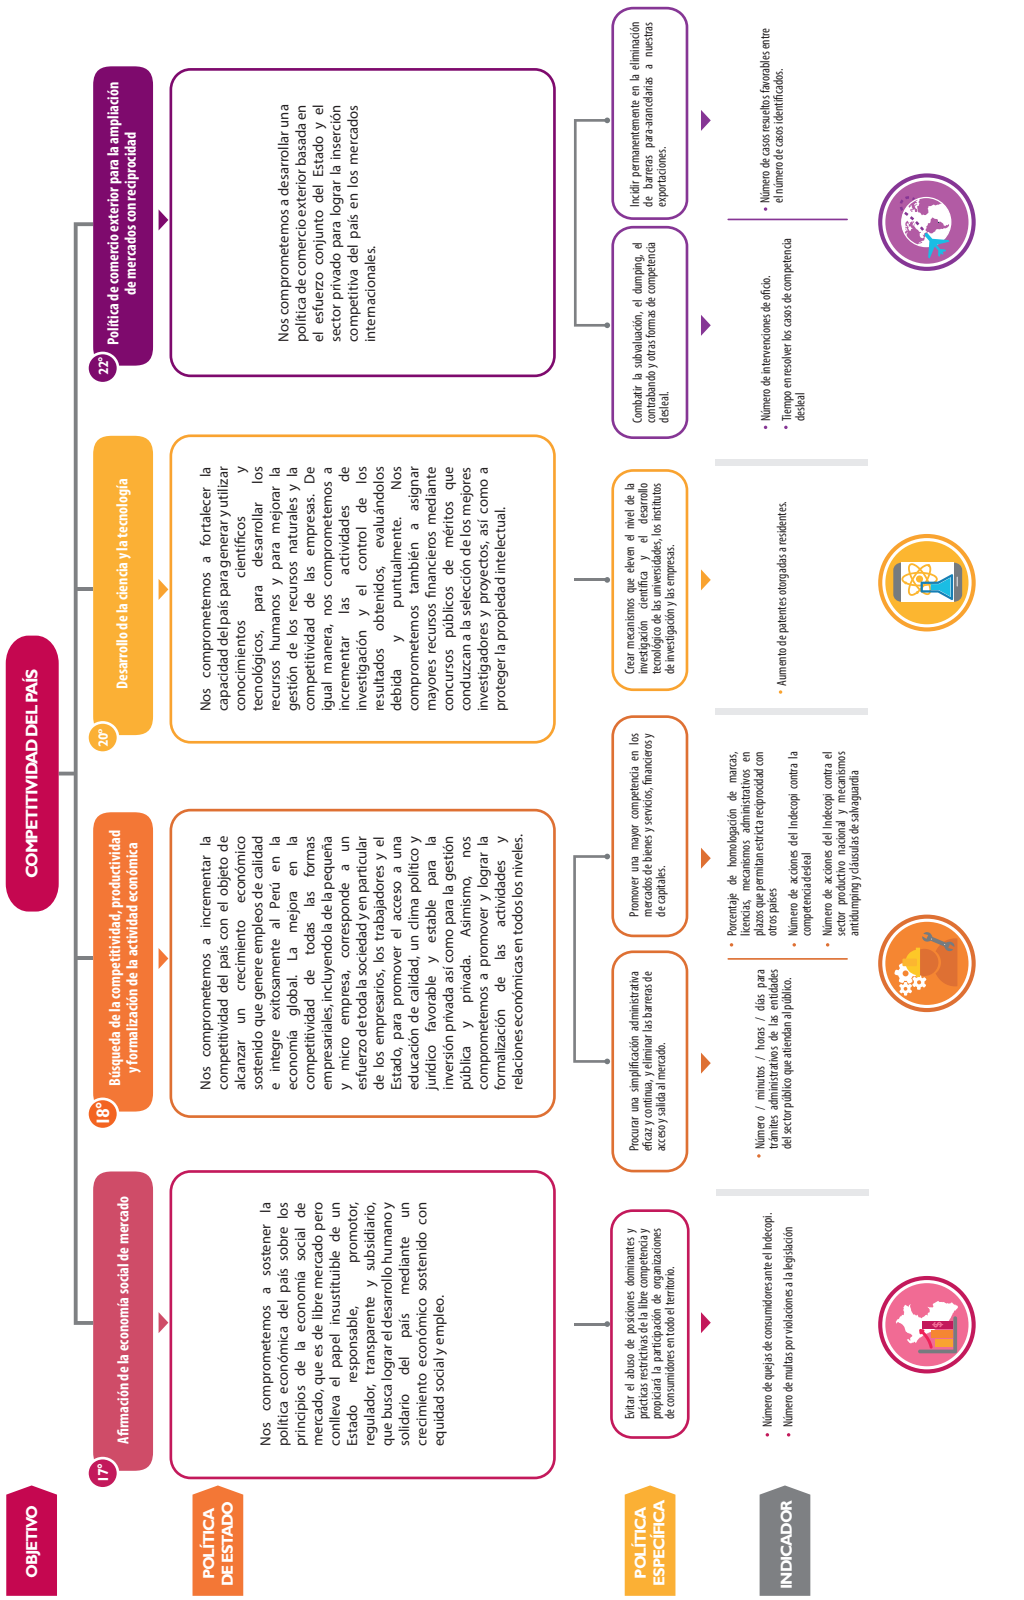 OBJETIVO
COMPETITIVIDAD DEL PAÍS
17°
Afirmación de la economía social de mercado
18°
Búsqueda de la competitividad, productividad
y formalización de la actividad económica
20°
Desarrollo de la ciencia y la tecnología
22°
Política de comercio exterior para la ampliación
de mercados con reciprocidad
POLÍTICA
DE ESTADO
Nos comprometemos a sostener la
política económica del país sobre los
principios de la economía social de
mercado, que es de libre mercado pero
conlleva el papel insustituible de un
Estado responsable, promotor,
regulador, transparente y subsidiario,
que busca lograr el desarrollo humano y
solidario del país mediante un
crecimiento económico sostenido con
equidad social y empleo.
Nos comprometemos a incrementar la
competitividad del país con el objeto de
alcanzar un crecimiento económico
sostenido que genere empleos de calidad
e integre exitosamente al Perú en la
economía global. La mejora en la
competitividad de todas las formas
empresariales, incluyendo la de la pequeña
y micro empresa, corresponde a un
esfuerzo de toda la sociedad y en particular
de los empresarios, los trabajadores y el
Estado, para promover el acceso a una
educación de calidad, un clima político y
jurídico favorable y estable para la
inversión privada así como para la gestión
pública y privada. Asimismo, nos
comprometemos a promover y lograr la
formalización de las actividades y
relaciones económicas en todos los niveles.
Nos comprometemos a fortalecer la
capacidad del país para generar y utilizar
conocimientos científicos y
tecnológicos, para desarrollar los
recursos humanos y para mejorar la
gestión de los recursos naturales y la
competitividad de las empresas. De
igual manera, nos comprometemos a
incrementar las actividades de
investigación y el control de los
resultados obtenidos, evaluándolos
debida y puntualmente. Nos
comprometemos también a asignar
mayores recursos financieros mediante
concursos públicos de méritos que
conduzcan a la selección de los mejores
investigadores y proyectos, así como a
proteger la propiedad intelectual.
Nos comprometemos a desarrollar una
política de comercio exterior basada en
el esfuerzo conjunto del Estado y el
sector privado para lograr la inserción
competitiva del país en los mercados
internacionales.
POLÍTICA
ESPECÍFICA
Evitar el abuso de posiciones dominantes y
prácticas restrictivas de la libre competencia y
propiciará la participación de organizaciones
de consumidores en todo el territorio.
Procurar una simplificación administrativa
eficaz y continua, y eliminar las barreras de
acceso y salida al mercado.
Promover una mayor competencia en los
mercados de bienes y servicios, financieros y
de capitales.
Crear mecanismos que eleven el nivel de la
investigación científica y el desarrollo
tecnológico de las universidades, los institutos
de investigación y las empresas.
Combatir la subvaluación, el dumping, el
contrabando y otras formas de competencia
desleal.
Incidir permanentemente en la eliminación
de barreras para-arancelarias a nuestras
exportaciones.
INDICADOR
• Número de quejas de consumidores ante el Indecopi.
• Número de multas por violaciones a la legislación
• Número / minutos / horas / días para
trámites administrativos de las entidades
del sector público que atiendan al público.
• Porcentaje de homologación de marcas,
licencias, mecanismos administrativos en
plazos que permitan estricta reciprocidad con
otros países
• Número de acciones del Indecopi contra la
competencia desleal
• Número de acciones del Indecopi contra el
sector productivo nacional y mecanismos
antidumping y cláusulas de salvaguardia
• Aumento de patentes otorgadas a residentes.
• Número de intervenciones de oficio.
• Tiempo en resolver los casos de competencia
desleal
• Número de casos resueltos favorables entre
el número de casos identificados.
$